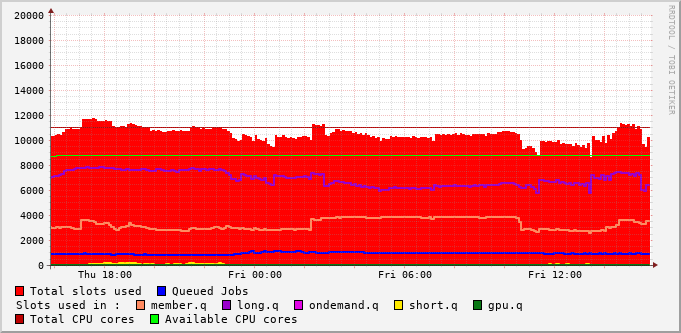 RRDTOOL / TOBI OETIKER
20000
18000
16000
14000
12000
10000
8000
6000
4000
2000
0
Thu 18:00 Fri 00:00 Fri 06:00 Fri 12:00
Total slots used Queued Jobs
Slots used in : member.q long.q ondemand.q short.q gpu.q
Total CPU cores Available CPU cores